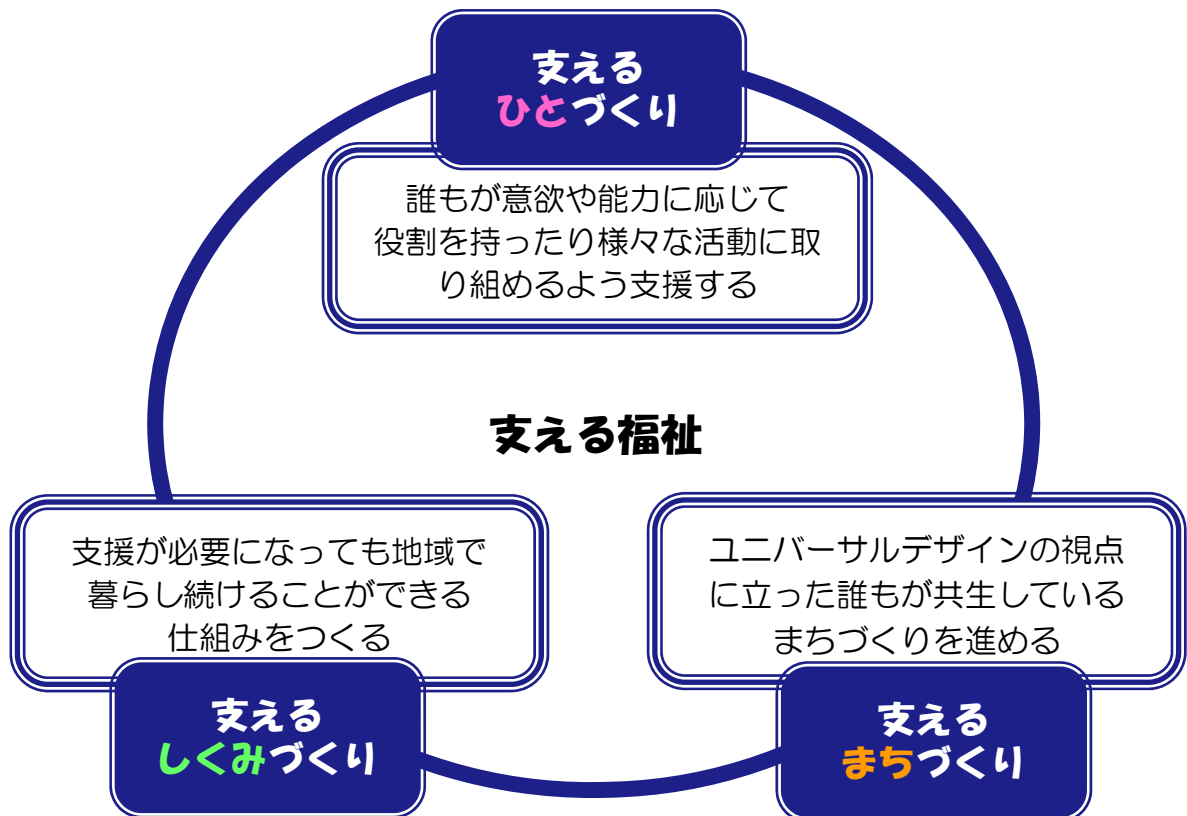 支える
ひとづくり
誰もが意欲や能力に応じて
役割を持ったり様々な活動に取
り組めるよう支援する
支える福祉
支援が必要になっても地域で
暮らし続けることができる
仕組みをつくる
支える
しくみづくり
ユニバーサルデザインの視点
に立った誰もが共生している
まちづくりを進める
支える
まちづくり